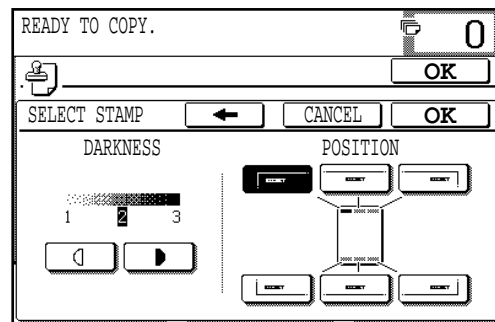 READY TO COPY.
0
OK
SELECT STAMP
CANCEL
OK
DARKNESS
POSITION
1 2 3